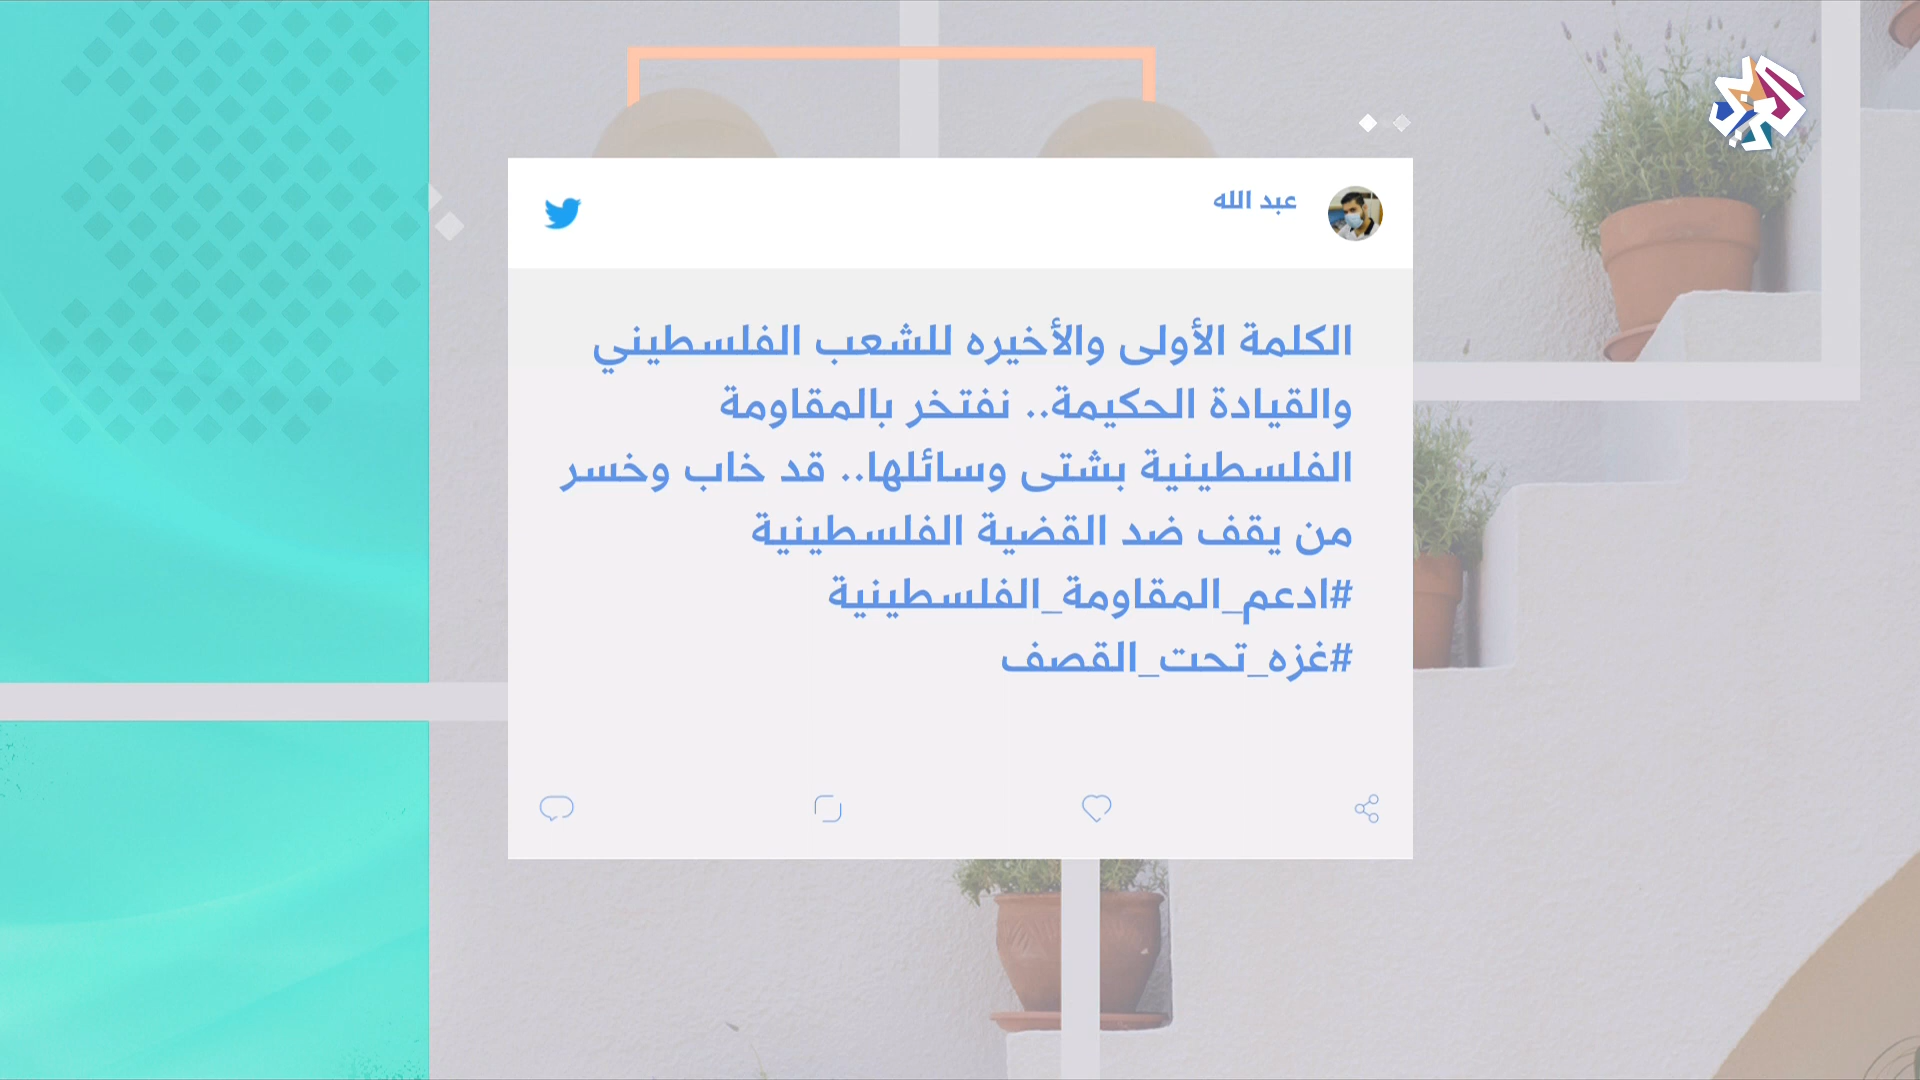 عبد الله
الكلمة الأولى والأخيره للشعب الفلسطيني
والقيادة الحكيمة.. نفتخر بالمقاومة
الفلسطينية بشتى وسائلها.. قد خاب وخسر
من يقف ضد القضية الفلسطينية
#ادعم_المقاومة_الفلسطينية
#غزه_تحت_القصف